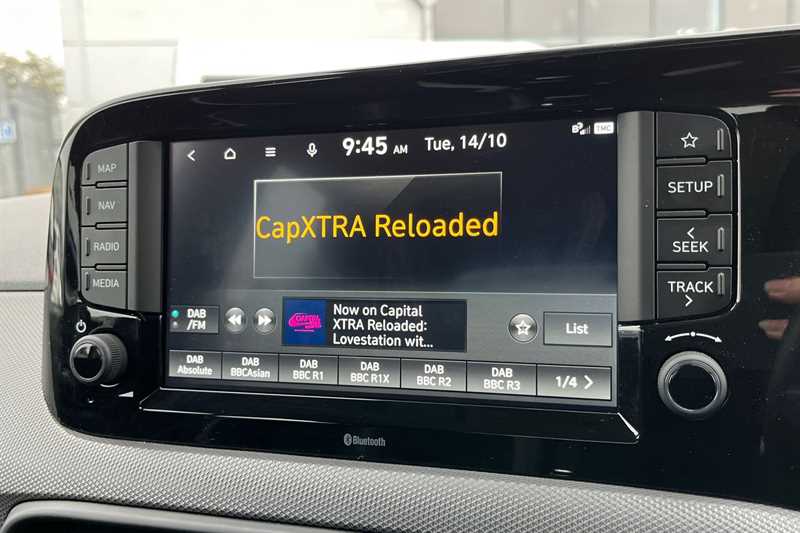 MAP
NAV
RADIO
MEDIA
9:45 AM Tue, 14/10
TMC
CapXTRA Reloaded
DAB
/FM
Now on Capital
XTRA Reloaded:
Lovestation wit...
List
DAB
Absolute
DAB
BBCAsian
DAB
BBC R1
DAB
BBC R1X
DAB
BBC R2
DAB
BBC R3
1/4 >
SETUP
<
SEEK
TRACK
>
Bluetooth